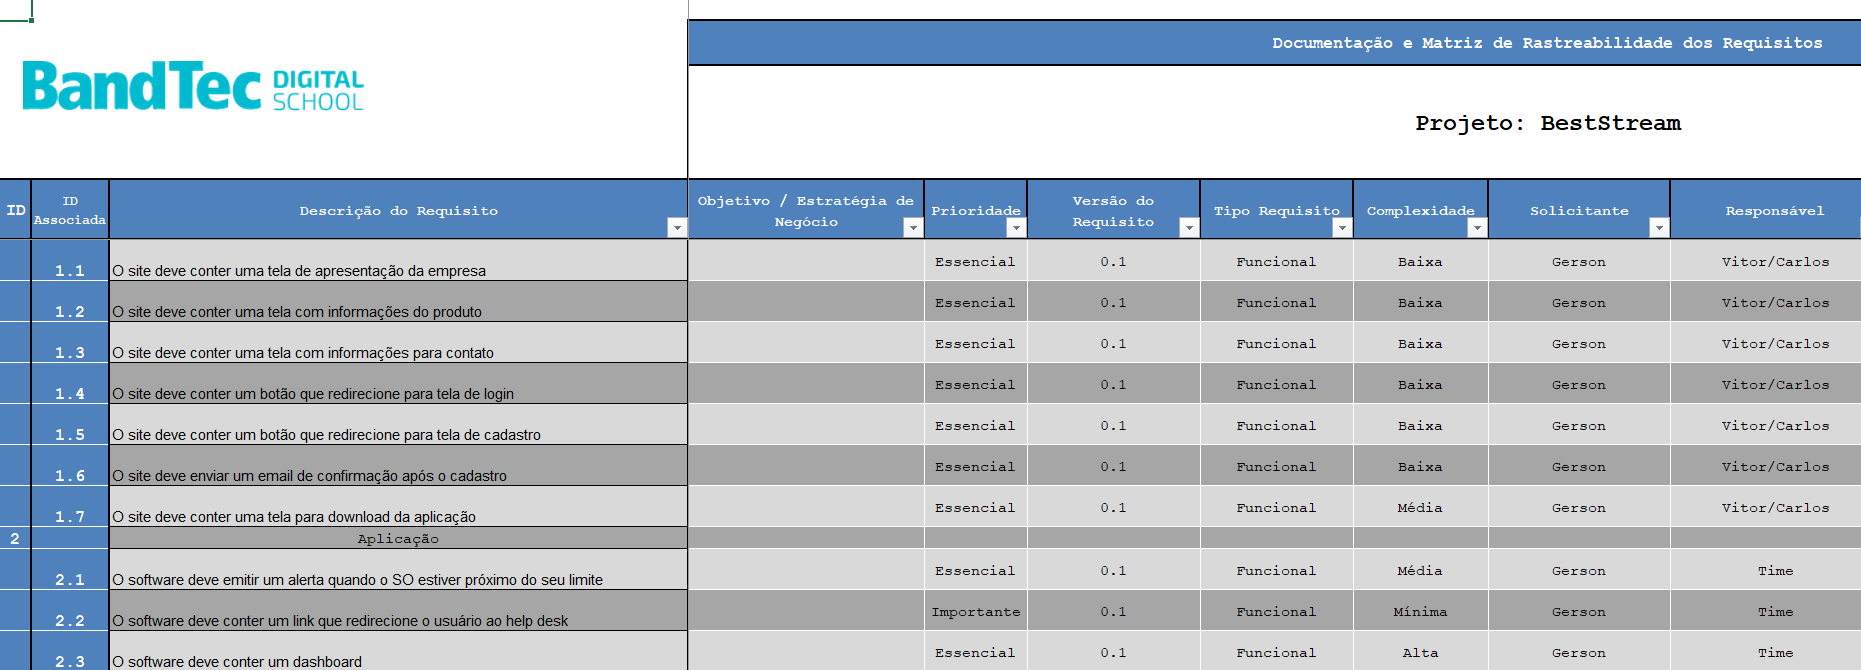 Documentação e Matriz de Rastreabilidade dos Requisitos
BandTec DIGITAL SCHOOL
Projeto: BestStream
ID | ID Associada | Descrição do Requisito | Objetivo / Estratégia de Negócio | Prioridade | Versão do Requisito | Tipo Requisito | Complexidade | Solicitante | Responsável
1.1 | O site deve conter uma tela de apresentação da empresa | Essencial | 0.1 | Funcional | Baixa | Gerson | Vitor/Carlos
1.2 | O site deve conter uma tela com informações do produto | Essencial | 0.1 | Funcional | Baixa | Gerson | Vitor/Carlos
1.3 | O site deve conter uma tela com informações para contato | Essencial | 0.1 | Funcional | Baixa | Gerson | Vitor/Carlos
1.4 | O site deve conter um botão que redirecione para tela de login | Essencial | 0.1 | Funcional | Baixa | Gerson | Vitor/Carlos
1.5 | O site deve conter um botão que redirecione para tela de cadastro | Essencial | 0.1 | Funcional | Baixa | Gerson | Vitor/Carlos
1.6 | O site deve enviar um email de confirmação após o cadastro | Essencial | 0.1 | Funcional | Baixa | Gerson | Vitor/Carlos
1.7 | O site deve conter uma tela para download da aplicação | Essencial | 0.1 | Funcional | Média | Gerson | Vitor/Carlos
2 | Aplicação
2.1 | O software deve emitir um alerta quando o SO estiver próximo do seu limite | Essencial | 0.1 | Funcional | Média | Gerson | Time
2.2 | O software deve conter um link que redirecione o usuário ao help desk | Importante | 0.1 | Funcional | Mínima | Gerson | Time
2.3 | O software deve conter um dashboard | Essencial | 0.1 | Funcional | Alta | Gerson | Time